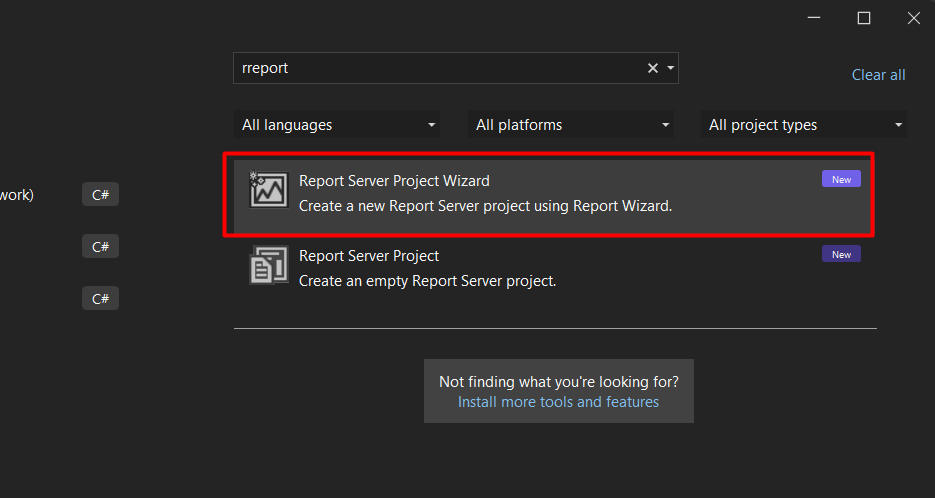 rreport
Clear all
All languages
All platforms
All project types
work)
C#
C#
C#
Report Server Project Wizard
New
Create a new Report Server project using Report Wizard.
Report Server Project
New
Create an empty Report Server project.
Not finding what you're looking for?
Install more tools and features